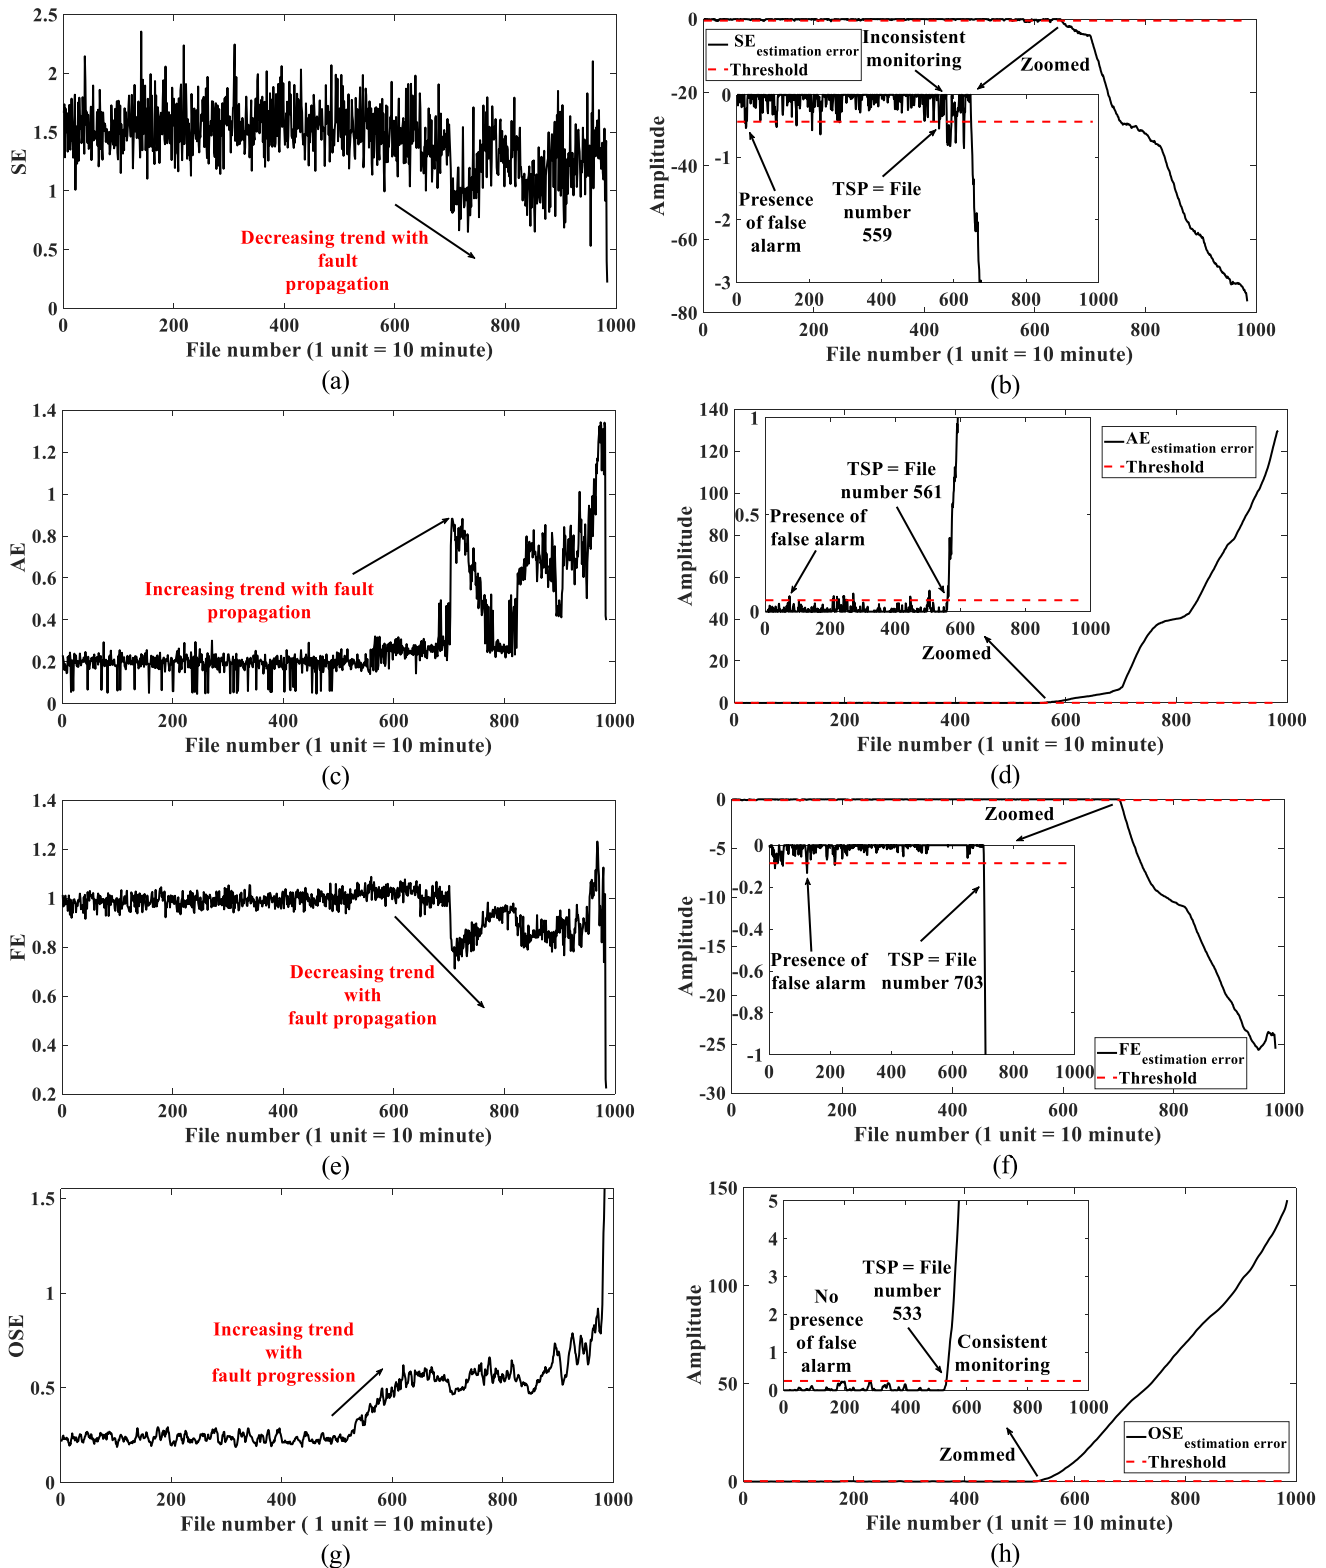 2.5
2
1.5
1
0.5
0
SE
Decreasing trend with
fault
propagation
0 200 400 600 800 1000
File number (1 unit = 10 minute)
(a)
0
-20
-40
-60
-80
Amplitude
SE estimation error
Threshold
Inconsistent
monitoring
Zoomed
0
-1
-2
-3
Presence
of false
alarm
TSP = File
number
559
0 200 400 600 800 1000
0 200 400 600 800 1000
File number (1 unit = 10 minute)
(b)
1.4
1.2
1
0.8
0.6
0.4
0.2
0
AE
Increasing trend with fault
propagation
0 200 400 600 800 1000
File number (1 unit = 10 minute)
(c)
140
120
100
80
60
40
20
0
Amplitude
1
0.5
0
TSP = File
number 561
Presence of
false alarm
0 200 400 600 800 1000
AE estimation error
Threshold
Zoomed
0 200 400 600 800 1000
File number (1 unit = 10 minute)
(d)
1.4
1.2
1
0.8
0.6
0.4
0.2
FE
Decreasing trend
with
fault propagation
0 200 400 600 800 1000
File number (1 unit = 10 minute)
(e)
0
-5
-10
-15
-20
-25
-30
Amplitude
Zoomed
0
-0.2
-0.4
-0.6
-0.8
-1
Presence of
false alarm
TSP = File
number 703
0 200 400 600 800 1000
FE estimation error
Threshold
0 200 400 600 800 1000
File number (1 unit = 10 minute)
(f)
1.5
1
0.5
0
OSE
Increasing trend
with
fault progression
0 200 400 600 800 1000
File number ( 1 unit = 10 minute)
(g)
150
100
50
0
Amplitude
5
4
3
2
1
0
No
presence
of false
alarm
TSP = File
number
533
Consistent
monitoring
0 200 400 600 800 1000
Zommed
OSE estimation error
Threshold
0 200 400 600 800 1000
File number (1 unit = 10 minute)
(h)